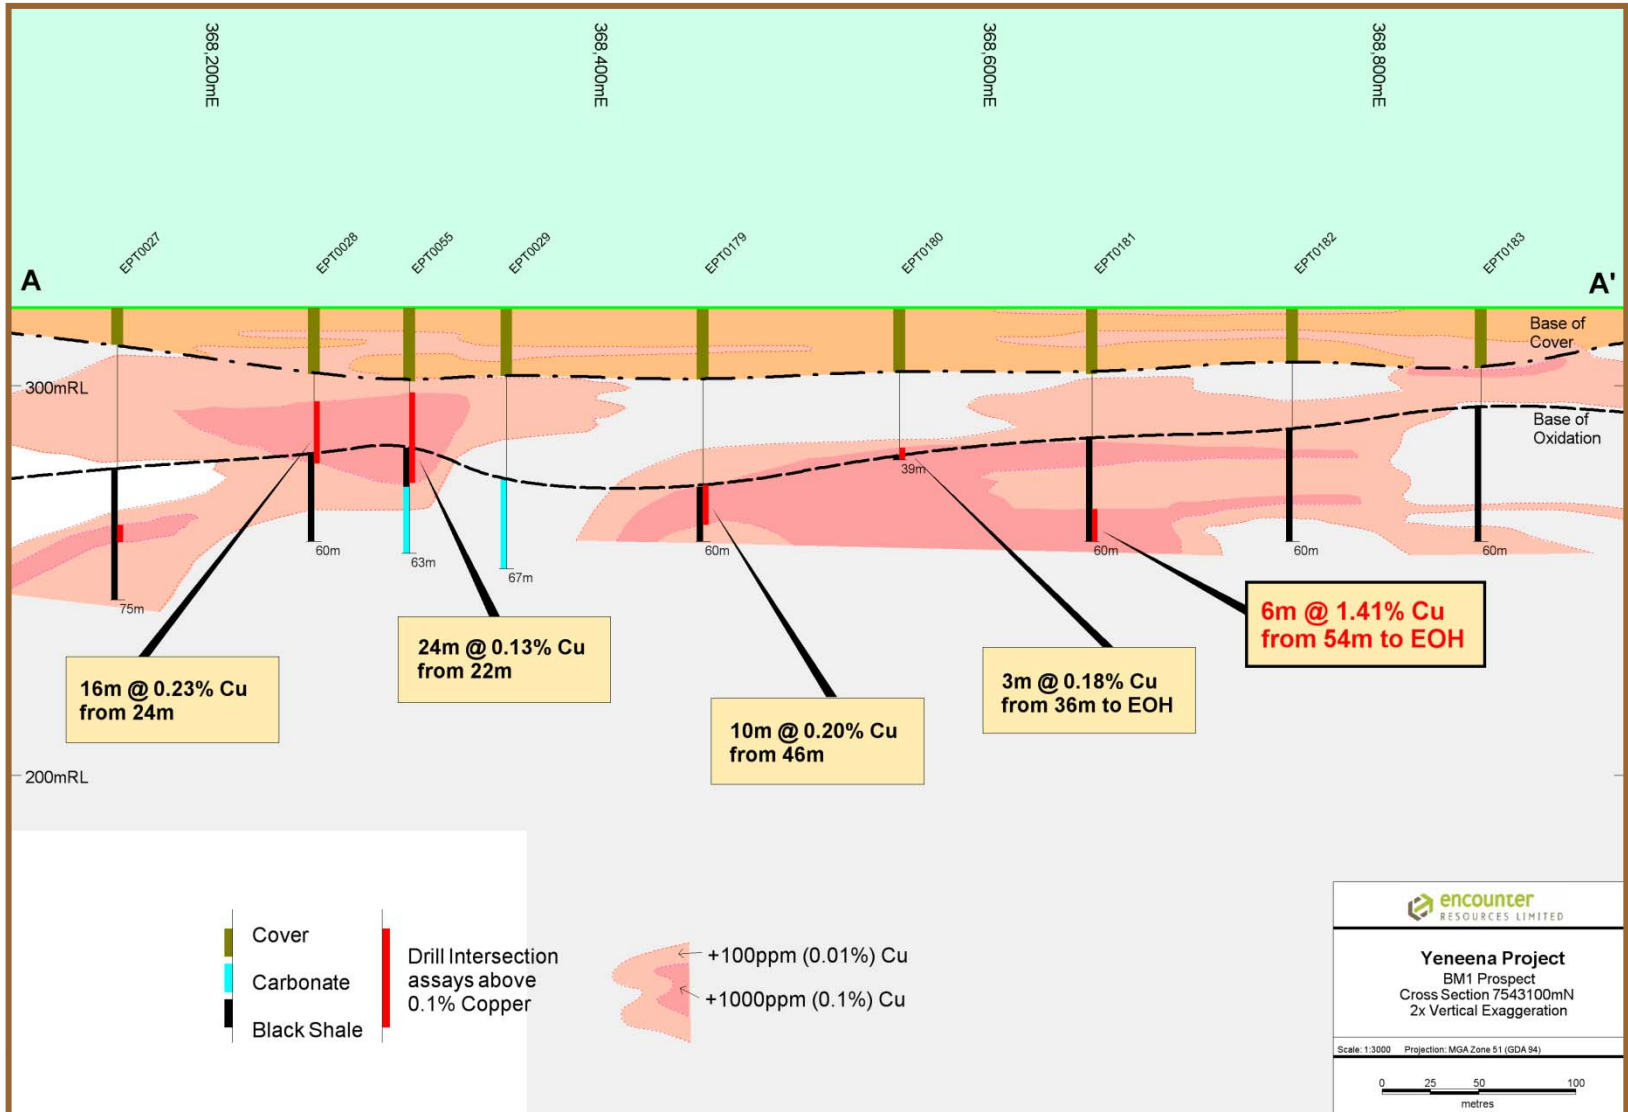 368,200mE
368,400mE
368,600mE
368,800mE
EPT0027
EPT0028
EPT0055
EPT0029
EPT0179
EPT0180
EPT0181
EPT0182
EPT0183
A
A'
Base of
Cover
300mRL
Base of
Oxidation
39m
60m
63m
67m
60m
60m
60m
60m
75m
6m @ 1.41% Cu
from 54m to EOH
24m @ 0.13% Cu
from 22m
16m @ 0.23% Cu
from 24m
3m @ 0.18% Cu
from 36m to EOH
10m @ 0.20% Cu
from 46m
200mRL
Cover
Carbonate
Black Shale
Drill Intersection
assays above
0.1% Copper
+100ppm (0.01%) Cu
+1000ppm (0.1%) Cu
encounter
RESOURCES LIMITED
Yeneena Project
BM1 Prospect
Cross Section 7543100mN
2x Vertical Exaggeration
Scale: 1:3000 Projection: MGA Zone 51 (GDA 94)
0 25 50 100
metres